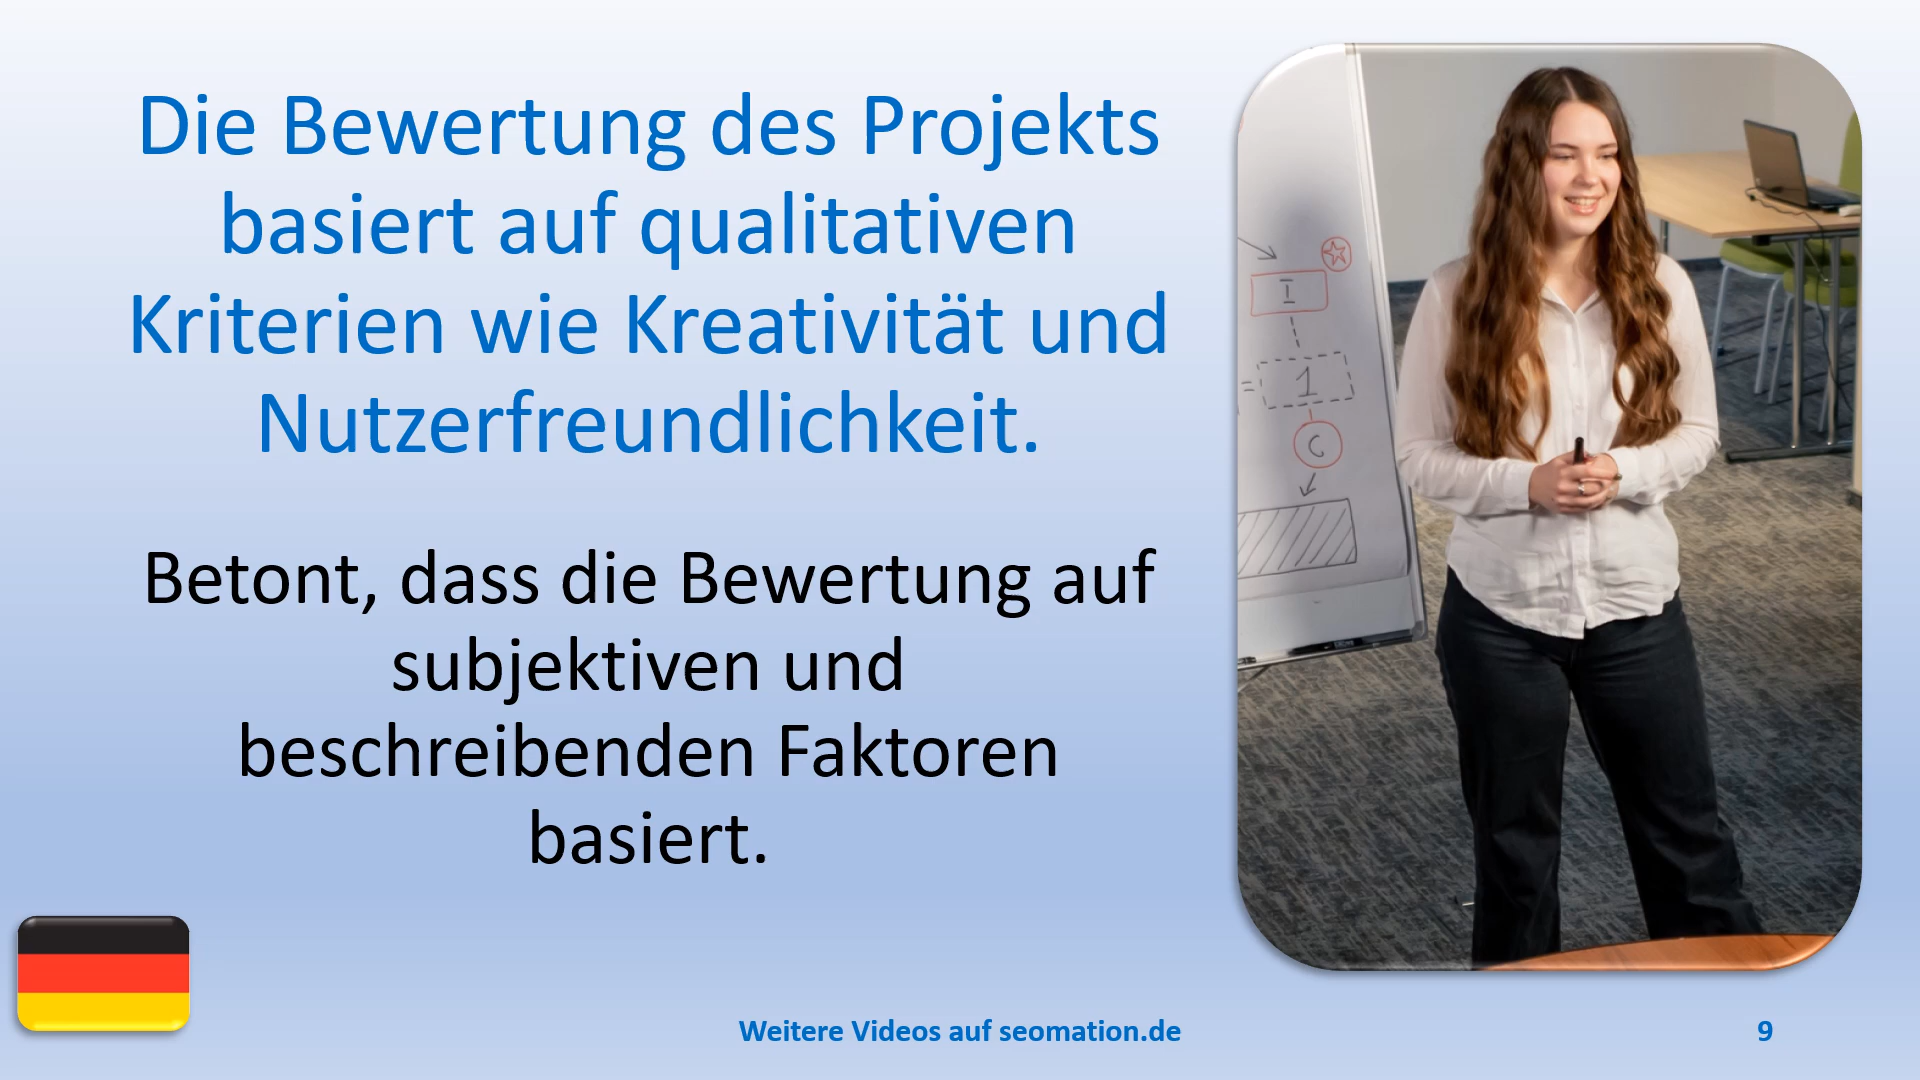 Die Bewertung des Projekts
basiert auf qualitativen
Kriterien wie Kreativität und
Nutzerfreundlichkeit.
Betont, dass die Bewertung auf
subjektiven und
beschreibenden Faktoren
basiert.
I
= 1
C
Weitere Videos auf seomation.de
9